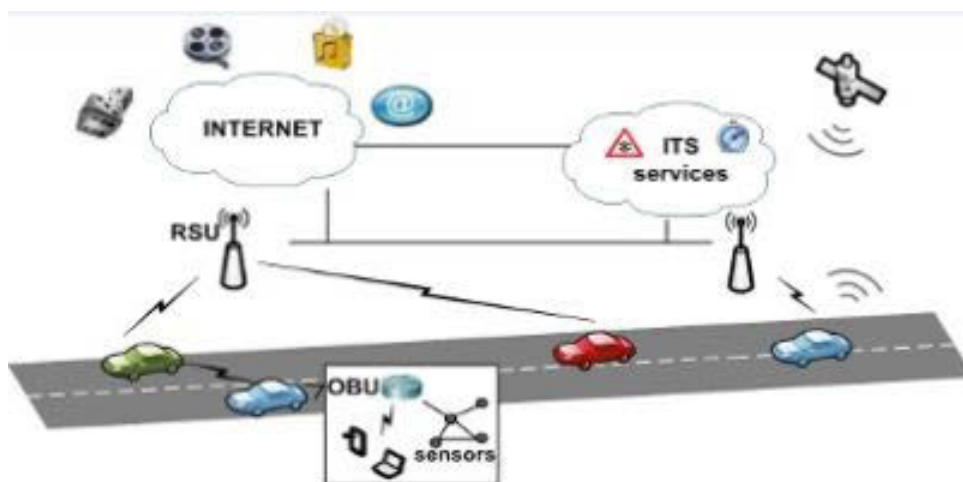 INTERNET
@
ITS
services
RSU
OBU
sensors